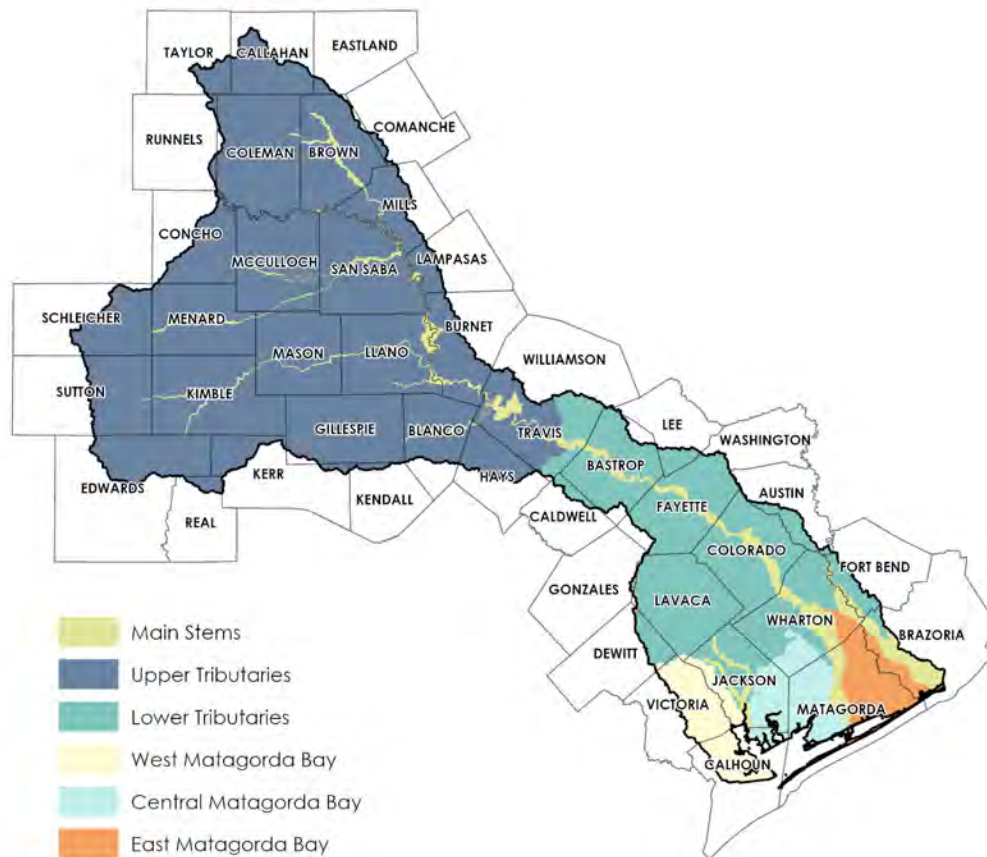 TAYLOR
CALLAHAN
EASTLAND
RUNNELS
COLEMAN
BROWN
COMANCHE
MILLS
CONCHO
MCCULLOCH
SAN SABA
LAMPASAS
SCHLEICHER
MENARD
BURNET
MASON
LLANO
WILLIAMSON
SUTTON
KIMBLE
GILLESPIE
BLANCO
TRAVIS
LEE
WASHINGTON
EDWARDS
KERR
HAYS
BASTROP
KENDALL
CALDWELL
FAYETTE
AUSTIN
REAL
COLORADO
FORT BEND
GONZALES
LAVACA
WHARTON
BRAZORIA
DEWITT
JACKSON
VICTORIA
MATAGORDA
CALHOUN
Main Stems
Upper Tributaries
Lower Tributaries
West Matagorda Bay
Central Matagorda Bay
East Matagorda Bay